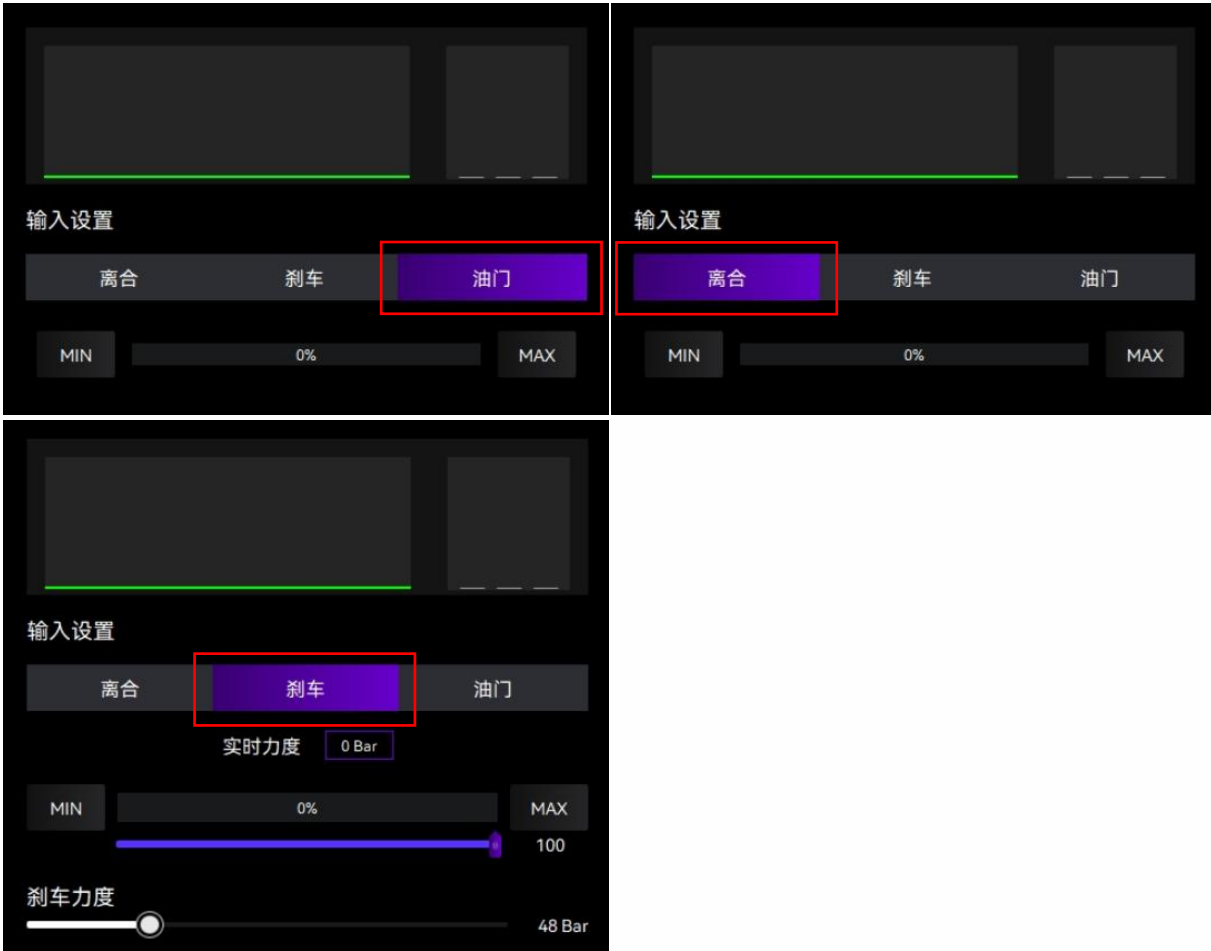 输入设置
离合 刹车 油门
MIN 0% MAX
输入设置
离合 刹车 油门
MIN 0% MAX
输入设置
离合 刹车 油门
实时力度 0 Bar
MIN 0% MAX
100
刹车力度
48 Bar